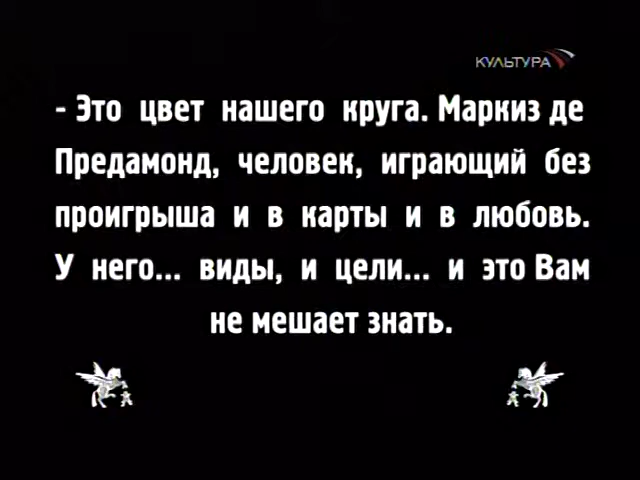 КУЛЬТУРА
- Это цвет нашего круга. Маркиз де
Предамонд, человек, играющий без
проигрыша и в карты и в любовь.
У него... виды, и цели... и это Вам
не мешает знать.